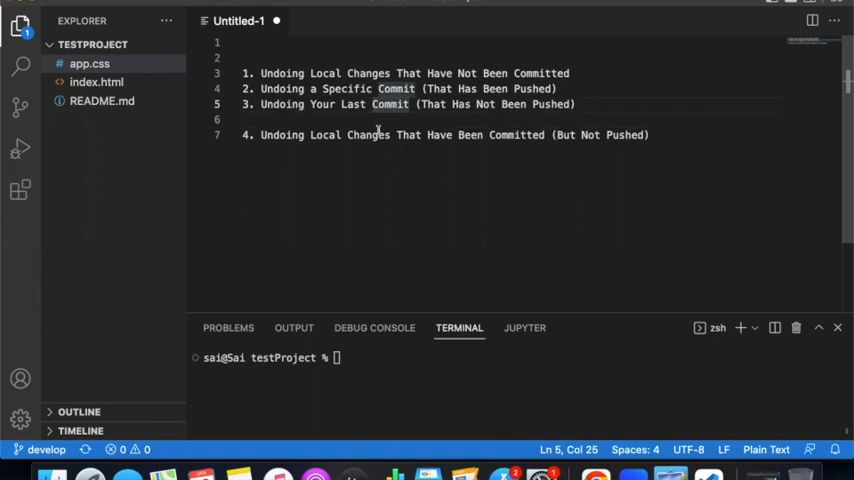 EXPLORER
Untitled-1
TESTPROJECT
app.css
index.html
README.md
1
2
3 1. Undoing Local Changes That Have Not Been Committed
4 2. Undoing a Specific Commit (That Has Been Pushed)
5 3. Undoing Your Last Commit (That Has Not Been Pushed)
6
7 4. Undoing Local Changes That Have Been Committed (But Not Pushed)
1
PROBLEMS OUTPUT DEBUG CONSOLE TERMINAL JUPYTER zsh
sai@Sai testProject %
OUTLINE
TIMELINE
develop 0 0 Ln 5, Col 25 Spaces: 4 UTF-8 LF Plain Text
JAN 2 1